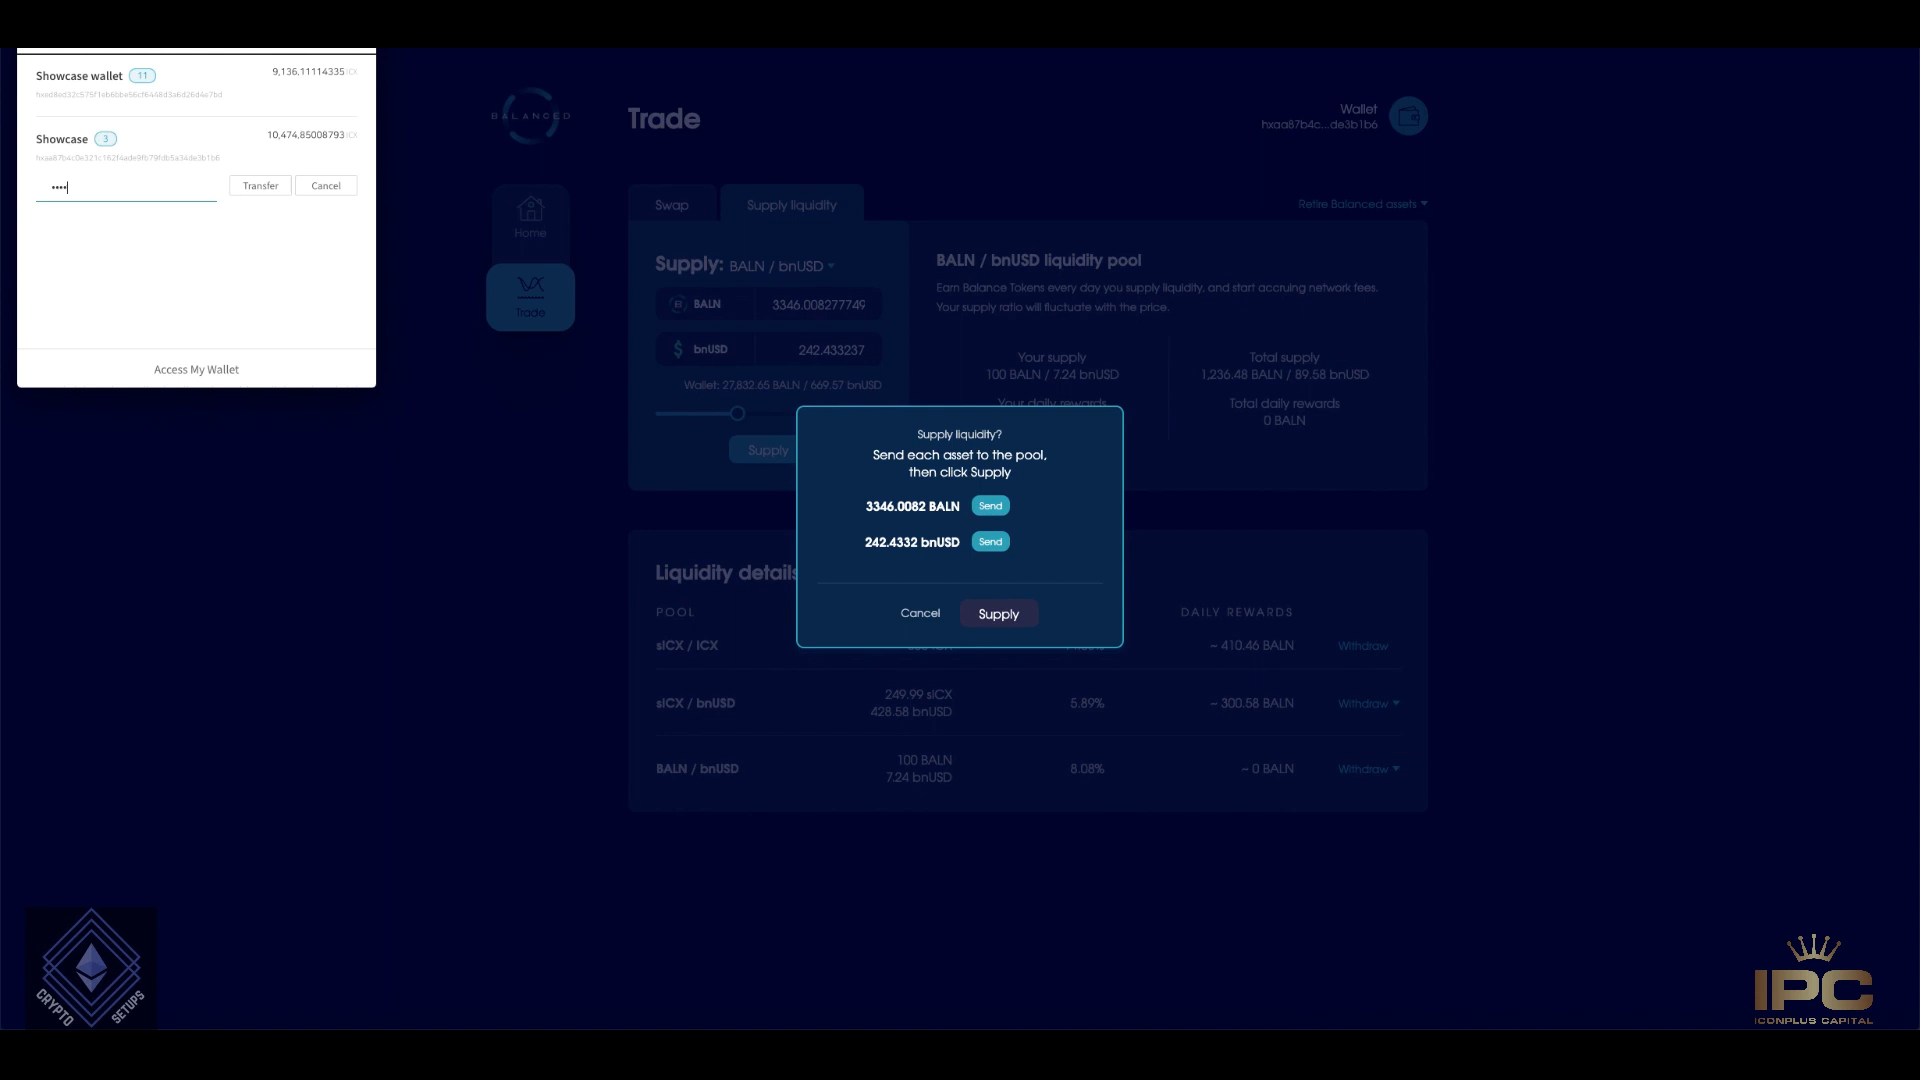 Showcase wallet 11
9,136.11114335 ICX
Showcase 3
10,474.85008793 ICX
hxaa87b4c0e321c162f4ade9fb79fdb5a34de3b1b6
••••
Transfer
Cancel
Access My Wallet
BALANCED
Trade
Wallet
hxaa87b4c...de3b1b6
Home
Trade
Swap
Supply liquidity
Retire Balanced assets
Supply: BALN / bnUSD
BALN 3346.008277749
bnUSD 242.433237
Wallet: 27,832.65 BALN / 669.57 bnUSD
Supply
BALN / bnUSD liquidity pool
Earn Balance Tokens every day you supply liquidity, and start accruing network fees.
Your supply ratio will fluctuate with the price.
Your supply
100 BALN / 7.24 bnUSD
Your daily rewards
Total supply
1,236.48 BALN / 89.58 bnUSD
Total daily rewards
0 BALN
Supply liquidity?
Send each asset to the pool,
then click Supply
3346.0082 BALN Send
242.4332 bnUSD Send
Cancel
Supply
Liquidity details
POOL
DAILY REWARDS
sICX / ICX
~ 410.46 BALN
Withdraw
sICX / bnUSD
249.99 sICX
428.58 bnUSD
5.89%
~ 300.58 BALN
Withdraw
BALN / bnUSD
100 BALN
7.24 bnUSD
8.08%
~ 0 BALN
Withdraw
CRYPTO SETUPS
IPC
ICONPLUS CAPITAL